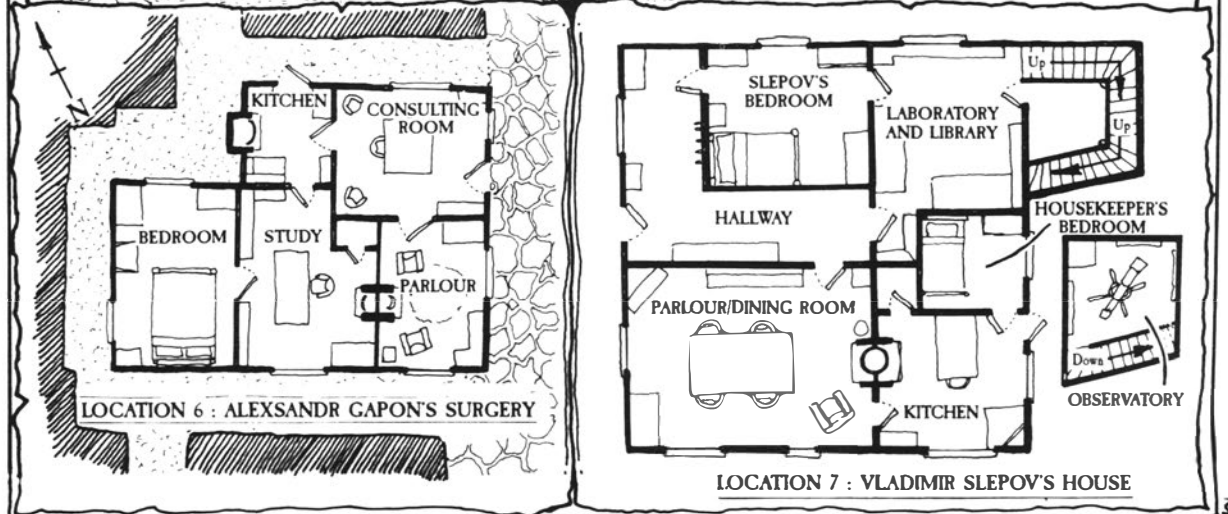 N
KITCHEN
CONSULTING
ROOM
BEDROOM
STUDY
PARLOUR
LOCATION 6 : ALEXSANDR GAPON'S SURGERY
SLEPOV'S
BEDROOM
LABORATORY
AND LIBRARY
Up
Up
HALLWAY
HOUSEKEEPER'S
BEDROOM
PARLOUR/DINING ROOM
KITCHEN
Down
OBSERVATORY
LOCATION 7 : VLADIMIR SLEPOV'S HOUSE